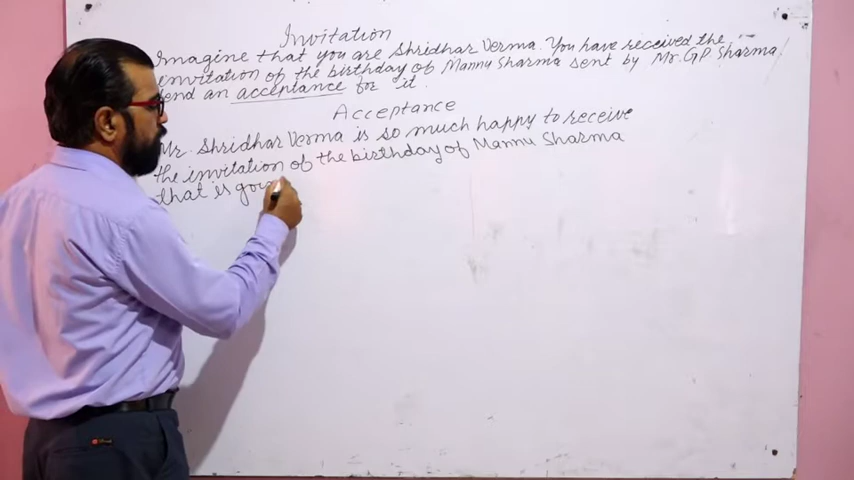 Invitation
Imagine that you are Shridhar Verma. You have received the
invitation of the birthday of Mannu Sharma sent by Mr. G.P Sharma.
Send an acceptance for it.
Acceptance
Mr. Shridhar Verma is so much happy to receive
the invitation of the birthday of Mannu Sharma
that is goi